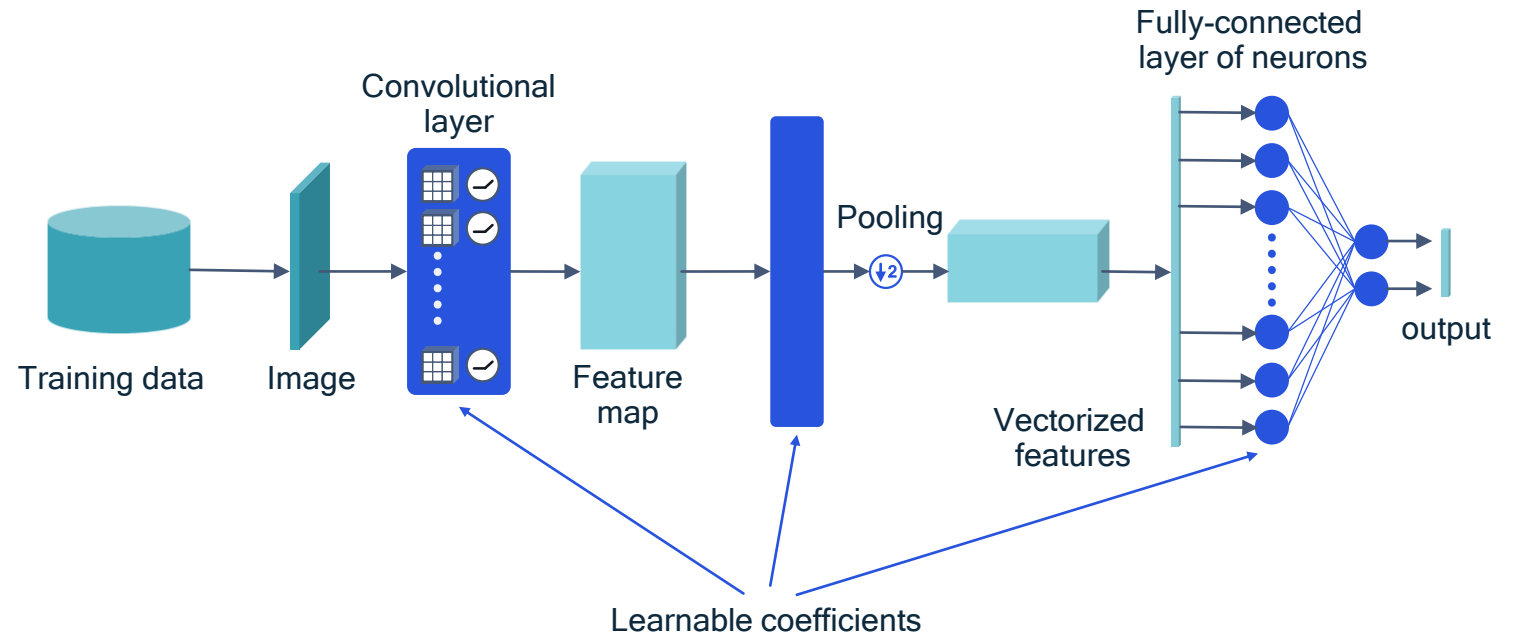 Fully-connected
layer of neurons
Convolutional
layer
Pooling
2
output
Training data
Image
Feature
map
Vectorized
features
Learnable coefficients